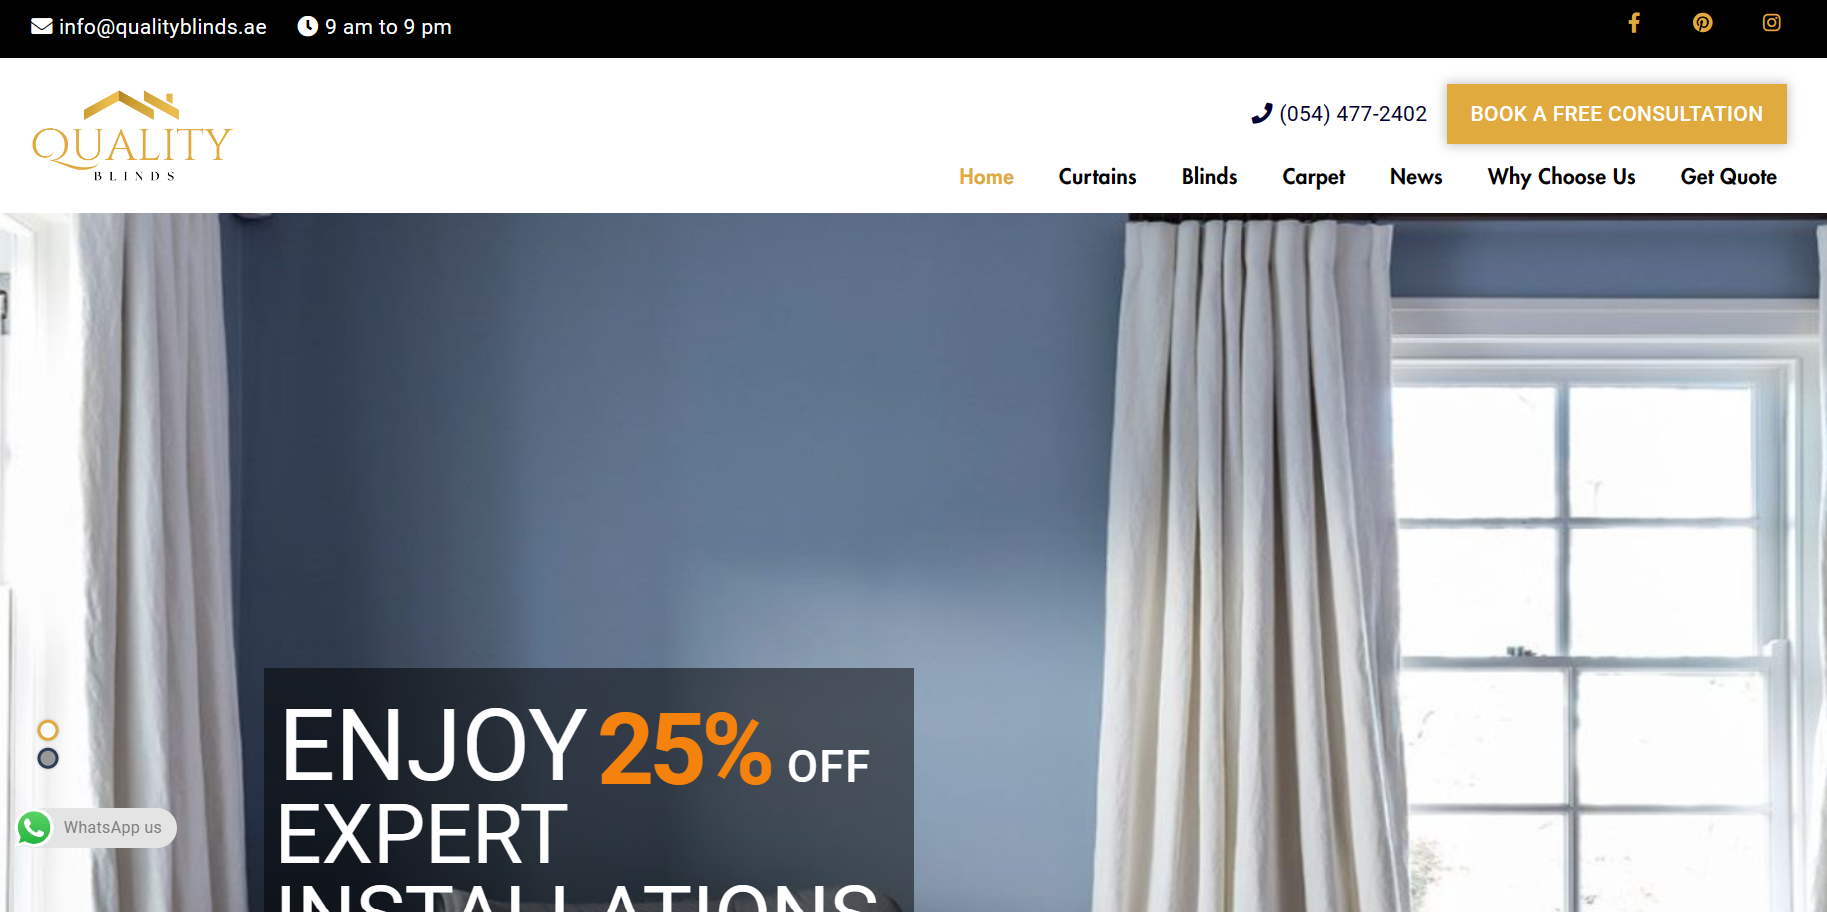 info@qualityblinds.ae 9 am to 9 pm
QUALITY
BLINDS
(054) 477-2402 BOOK A FREE CONSULTATION
Home Curtains Blinds Carpet News Why Choose Us Get Quote
ENJOY 25% OFF
EXPERT
INSTALLATIONS
WhatsApp us